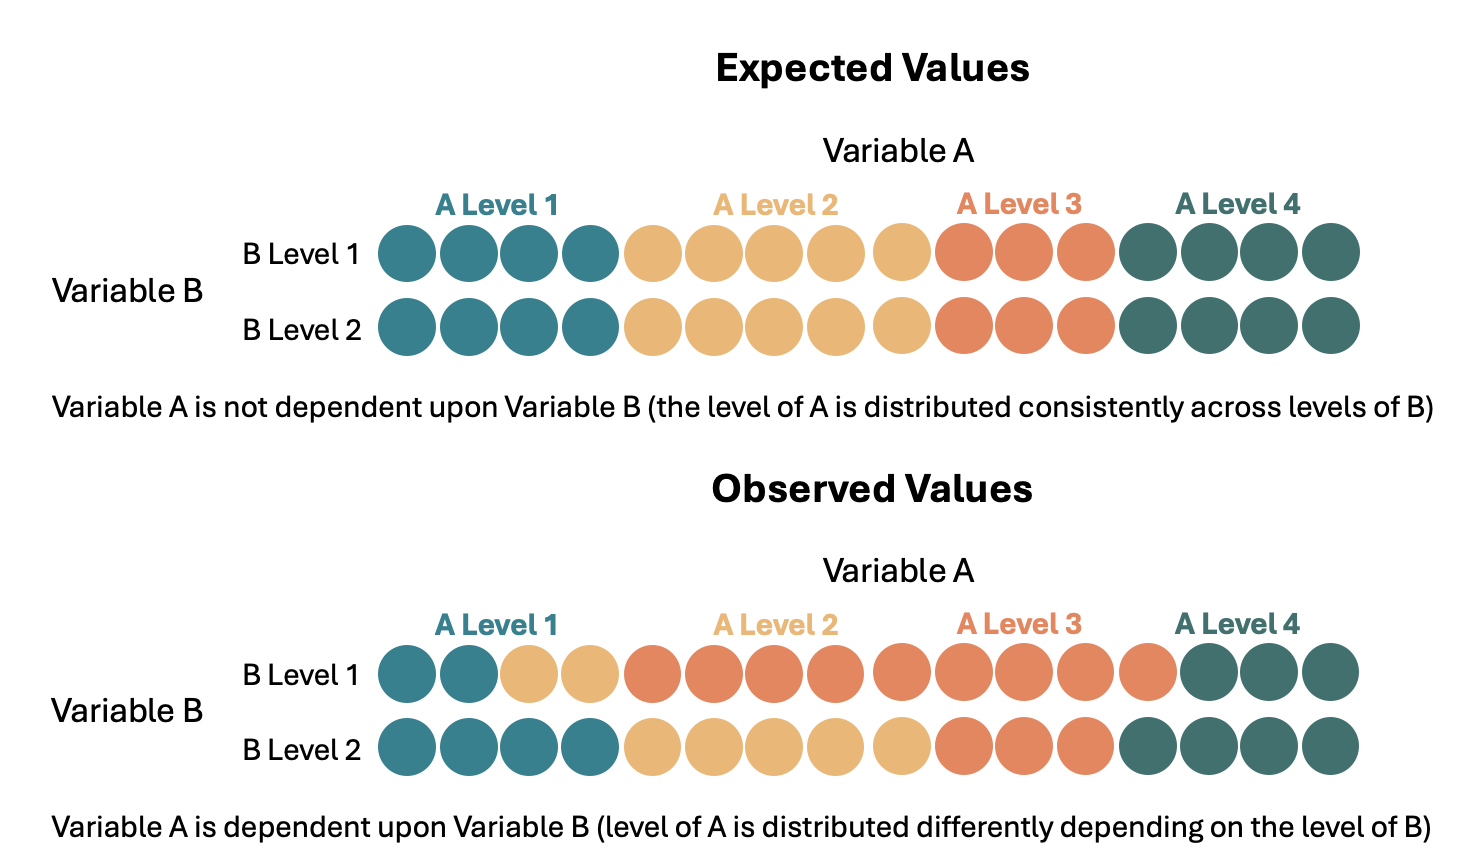 Expected Values
Variable A
A Level 1 A Level 2 A Level 3 A Level 4
B Level 1
Variable B
B Level 2
Variable A is not dependent upon Variable B (the level of A is distributed consistently across levels of B)
Observed Values
Variable A
A Level 1 A Level 2 A Level 3 A Level 4
B Level 1
Variable B
B Level 2
Variable A is dependent upon Variable B (level of A is distributed differently depending on the level of B)